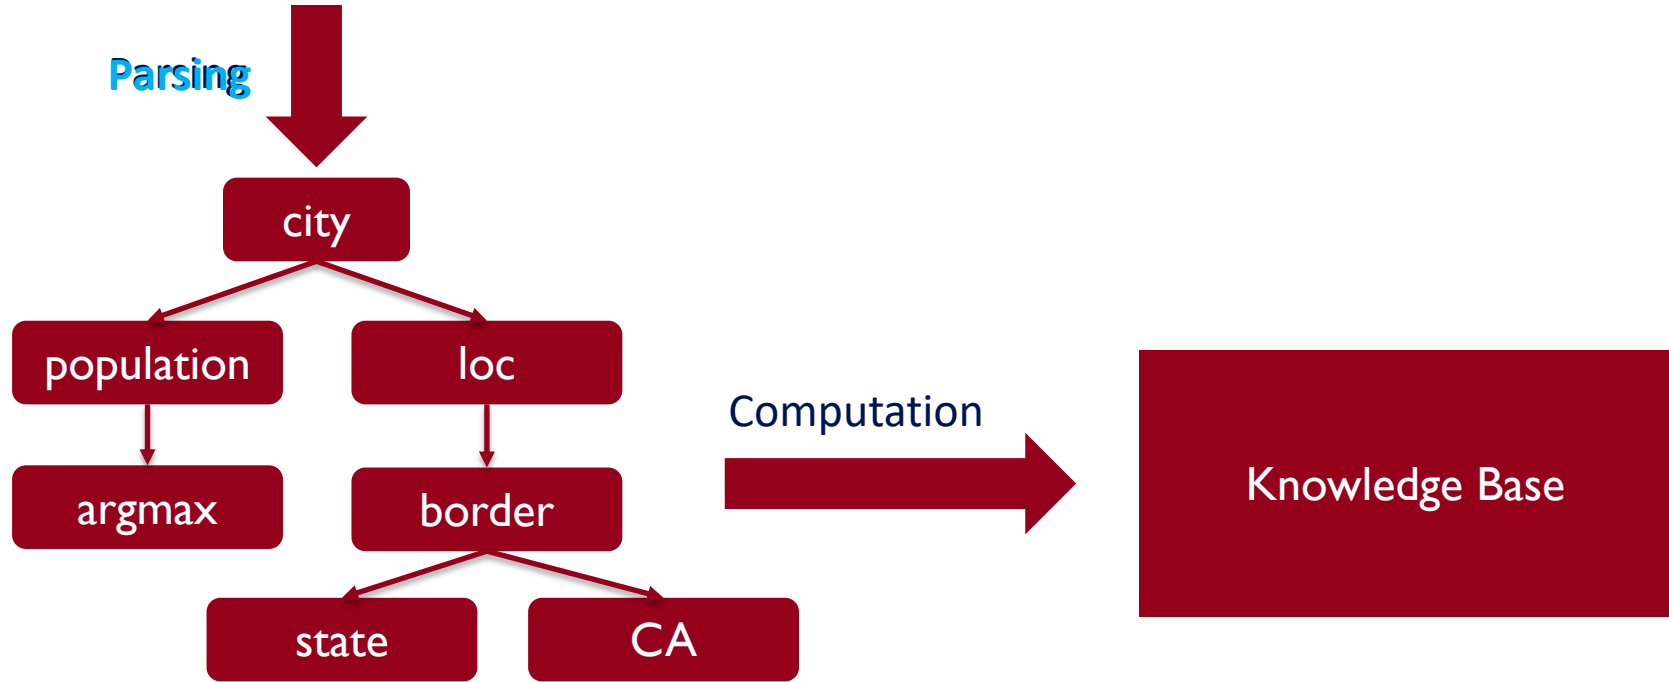 Parsing
city
population
loc
Computation
Knowledge Base
argmax
border
state
CA